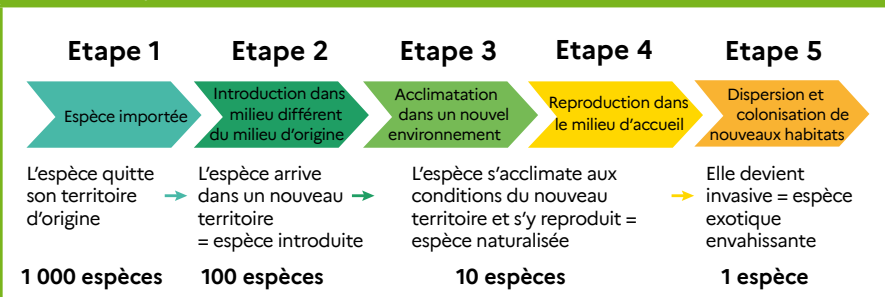 Etape 1
Etape 2
Etape 3
Etape 4
Etape 5
Espèce importée
Introduction dans
milieu différent
du milieu d'origine
Acclimatation
dans un nouvel
environnement
Reproduction dans
le milieu d'accueil
Dispersion et
colonisation de
nouveaux habitats
L'espèce quitte
son territoire
d'origine
L'espèce arrive
dans un nouveau
territoire
= espèce introduite
L'espèce s'acclimate aux
conditions du nouveau
territoire et s'y reproduit =
espèce naturalisée
Elle devient
invasive = espèce
exotique
envahissante
1 000 espèces
100 espèces
10 espèces
1 espèce